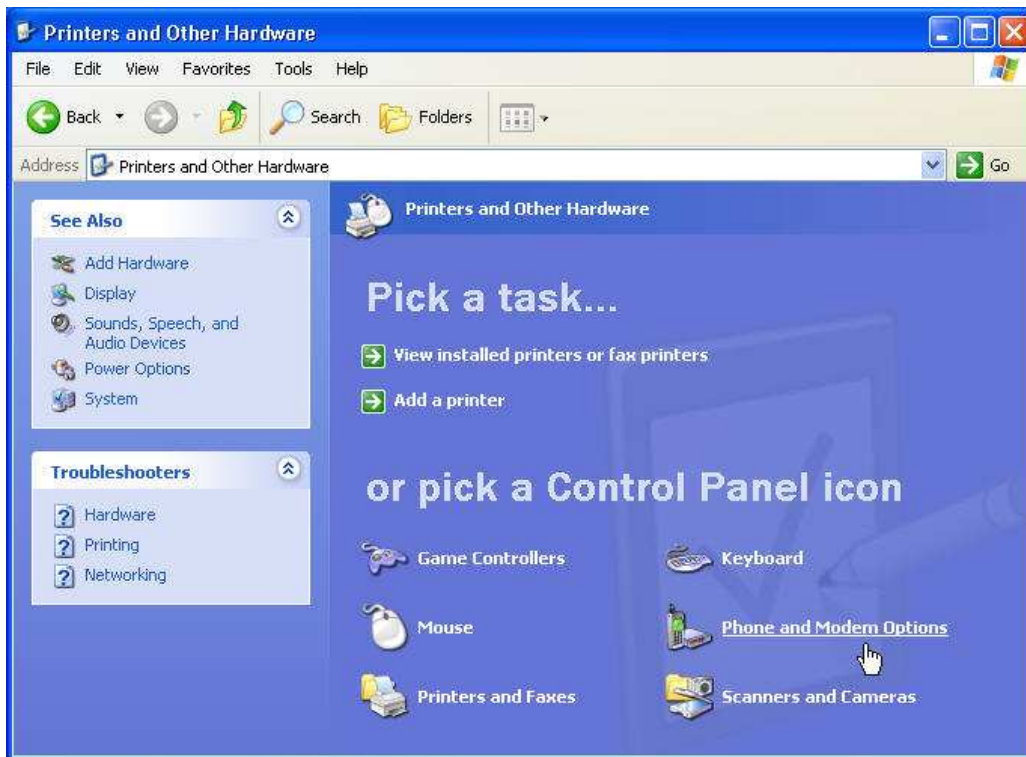 Printers and Other Hardware
File Edit View Favorites Tools Help
Back Search Folders
Address Printers and Other Hardware Go
See Also
Add Hardware
Display
Sounds, Speech, and
Audio Devices
Power Options
System
Troubleshooters
Hardware
Printing
Networking
Printers and Other Hardware
Pick a task...
View installed printers or fax printers
Add a printer
or pick a Control Panel icon
Game Controllers Keyboard
Mouse Phone and Modem Options
Printers and Faxes Scanners and Cameras